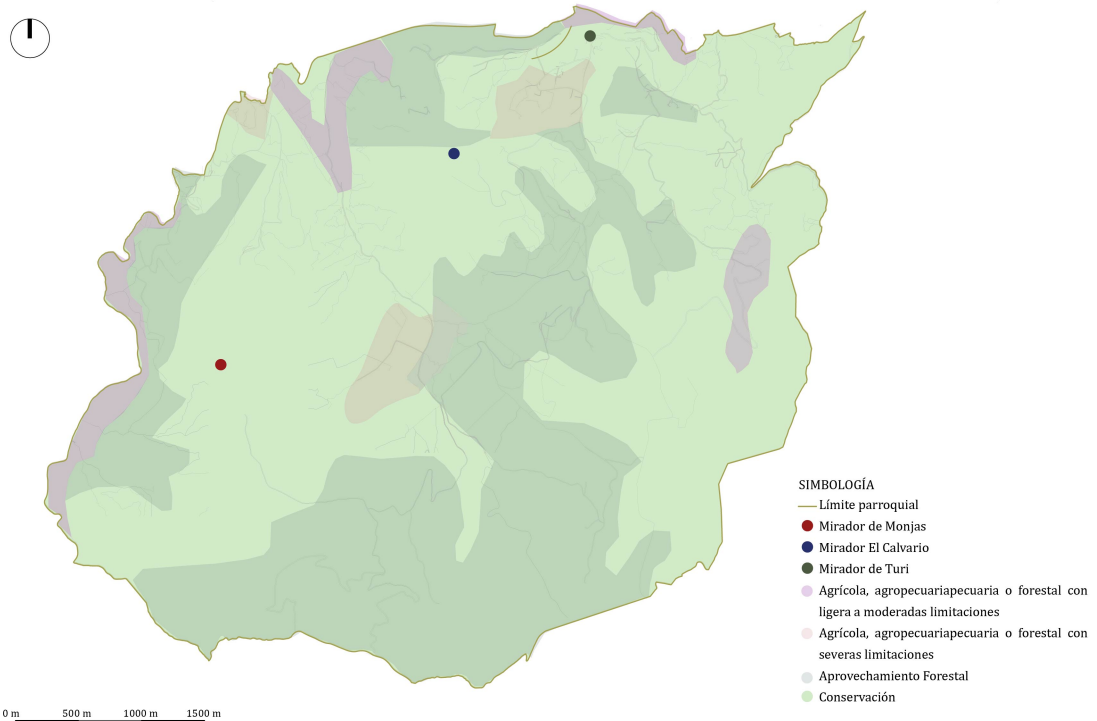 SIMBOLOGÍA
Límite parroquial
Mirador de Monjas
Mirador El Calvario
Mirador de Turi
Agrícola, agropecuariapecuaria o forestal con
ligera a moderadas limitaciones
Agrícola, agropecuariapecuaria o forestal con
severas limitaciones
Aprovechamiento Forestal
Conservación
0 m 500 m 1000 m 1500 m